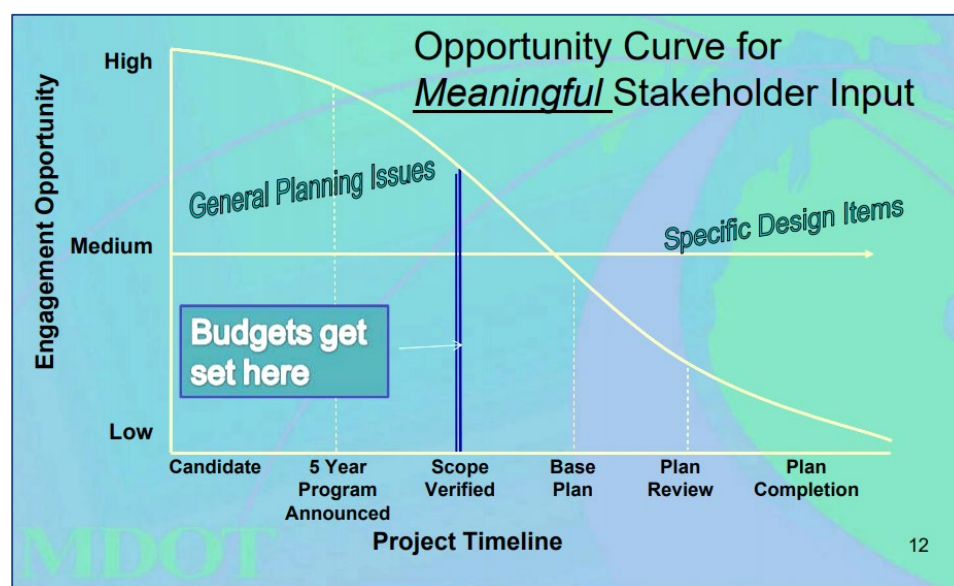 Opportunity Curve for
Meaningful Stakeholder Input
Engagement Opportunity
High
Medium
Low
General Planning Issues
Specific Design Items
Budgets get
set here
Candidate
5 Year
Program
Announced
Scope
Verified
Base
Plan
Plan
Review
Plan
Completion
Project Timeline
MDOT
12